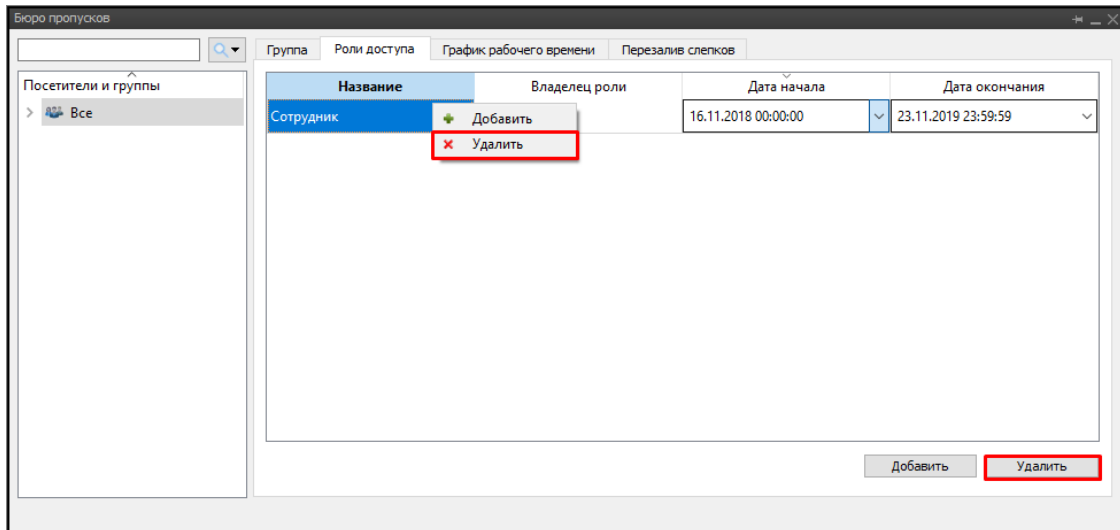 Бюро пропусков
Группа Роли доступа График рабочего времени Перезалив слепков
Посетители и группы
Все
Название Владелец роли Дата начала Дата окончания
Сотрудник 16.11.2018 00:00:00 23.11.2019 23:59:59
Добавить
Удалить
Добавить Удалить